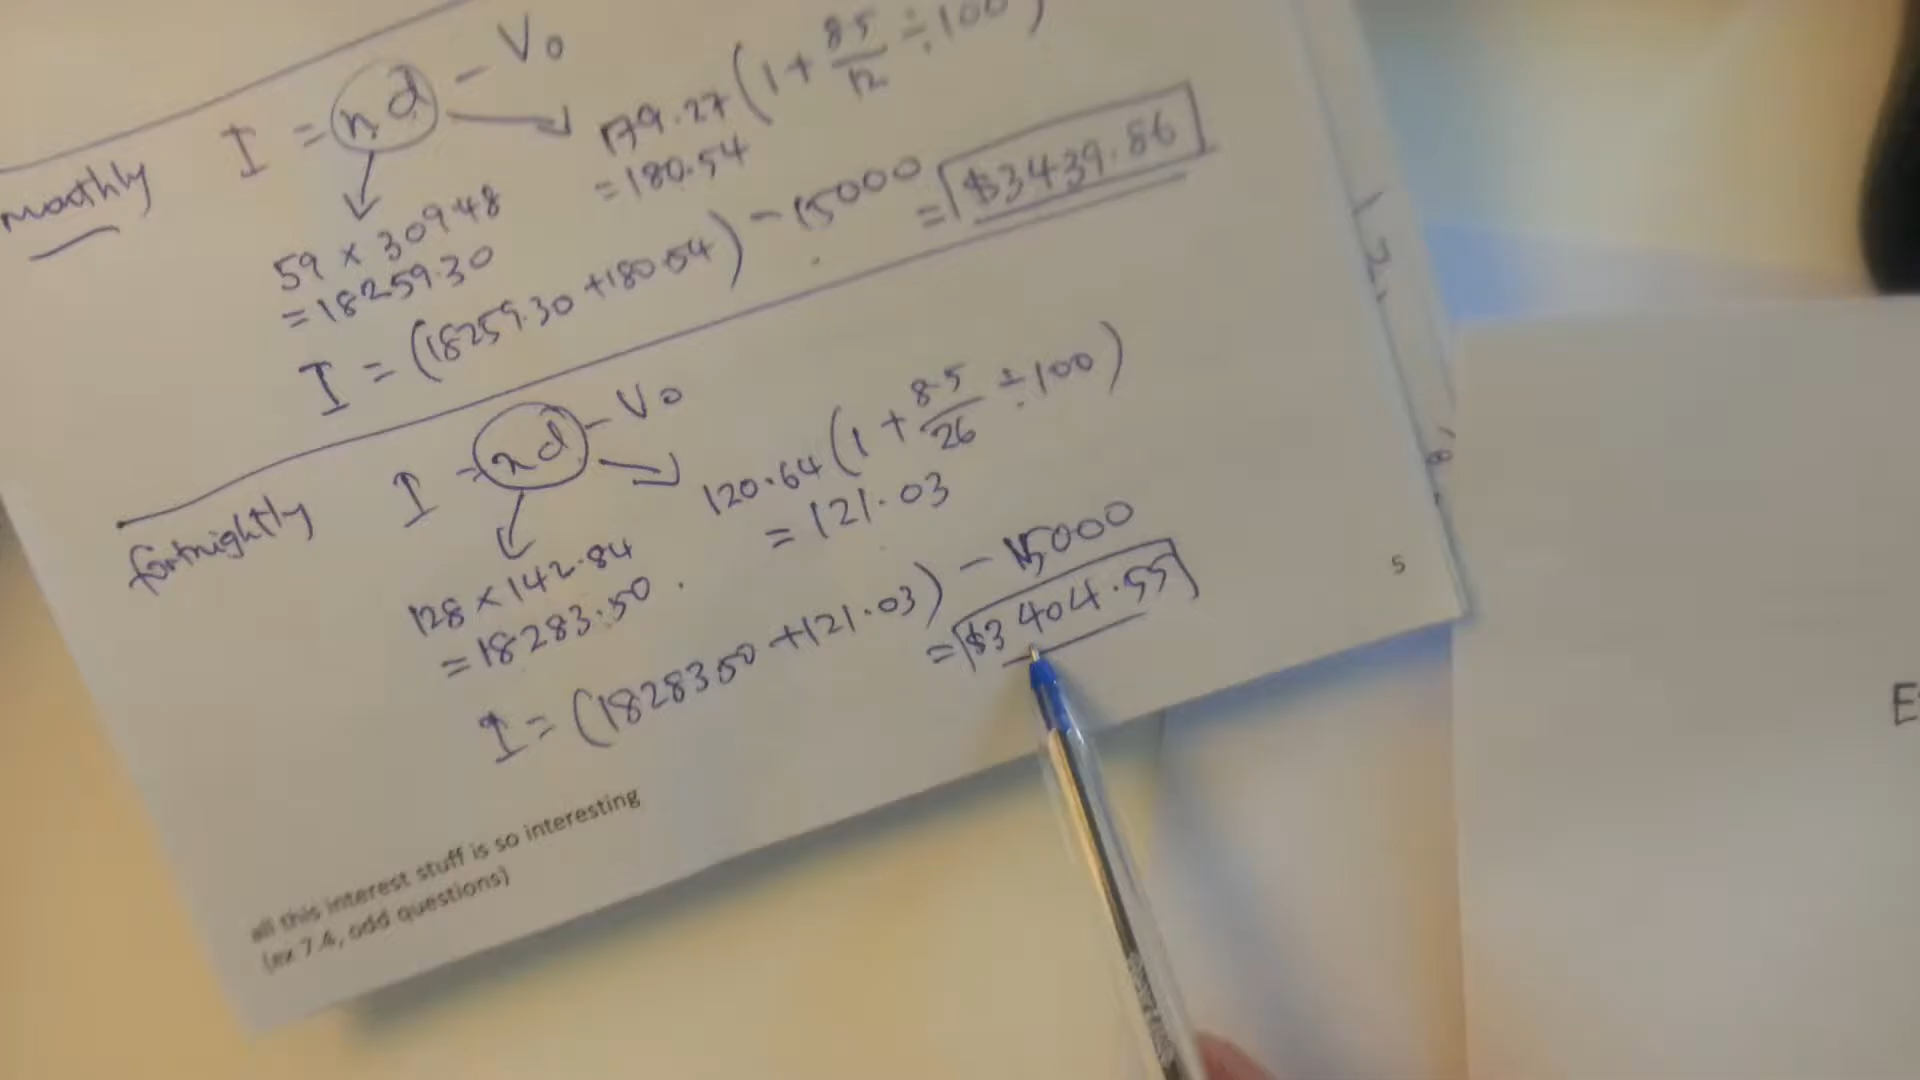 monthly I = nd - V0
179.27 (1 + 8.5/12 ÷ 100)
= 180.54
59 × 309.48
= 18259.30
I = (18259.30 + 180.54) - 15000
= $3439.86
fortnightly I = nd - V0
120.64 (1 + 8.5/26 ÷ 100)
= 121.03
128 × 142.84
= 18283.50.
I = (18283.50 + 121.03) - 15000
= $3404.55
5
all this interest stuff is so interesting
(ex 7.4, odd questions)